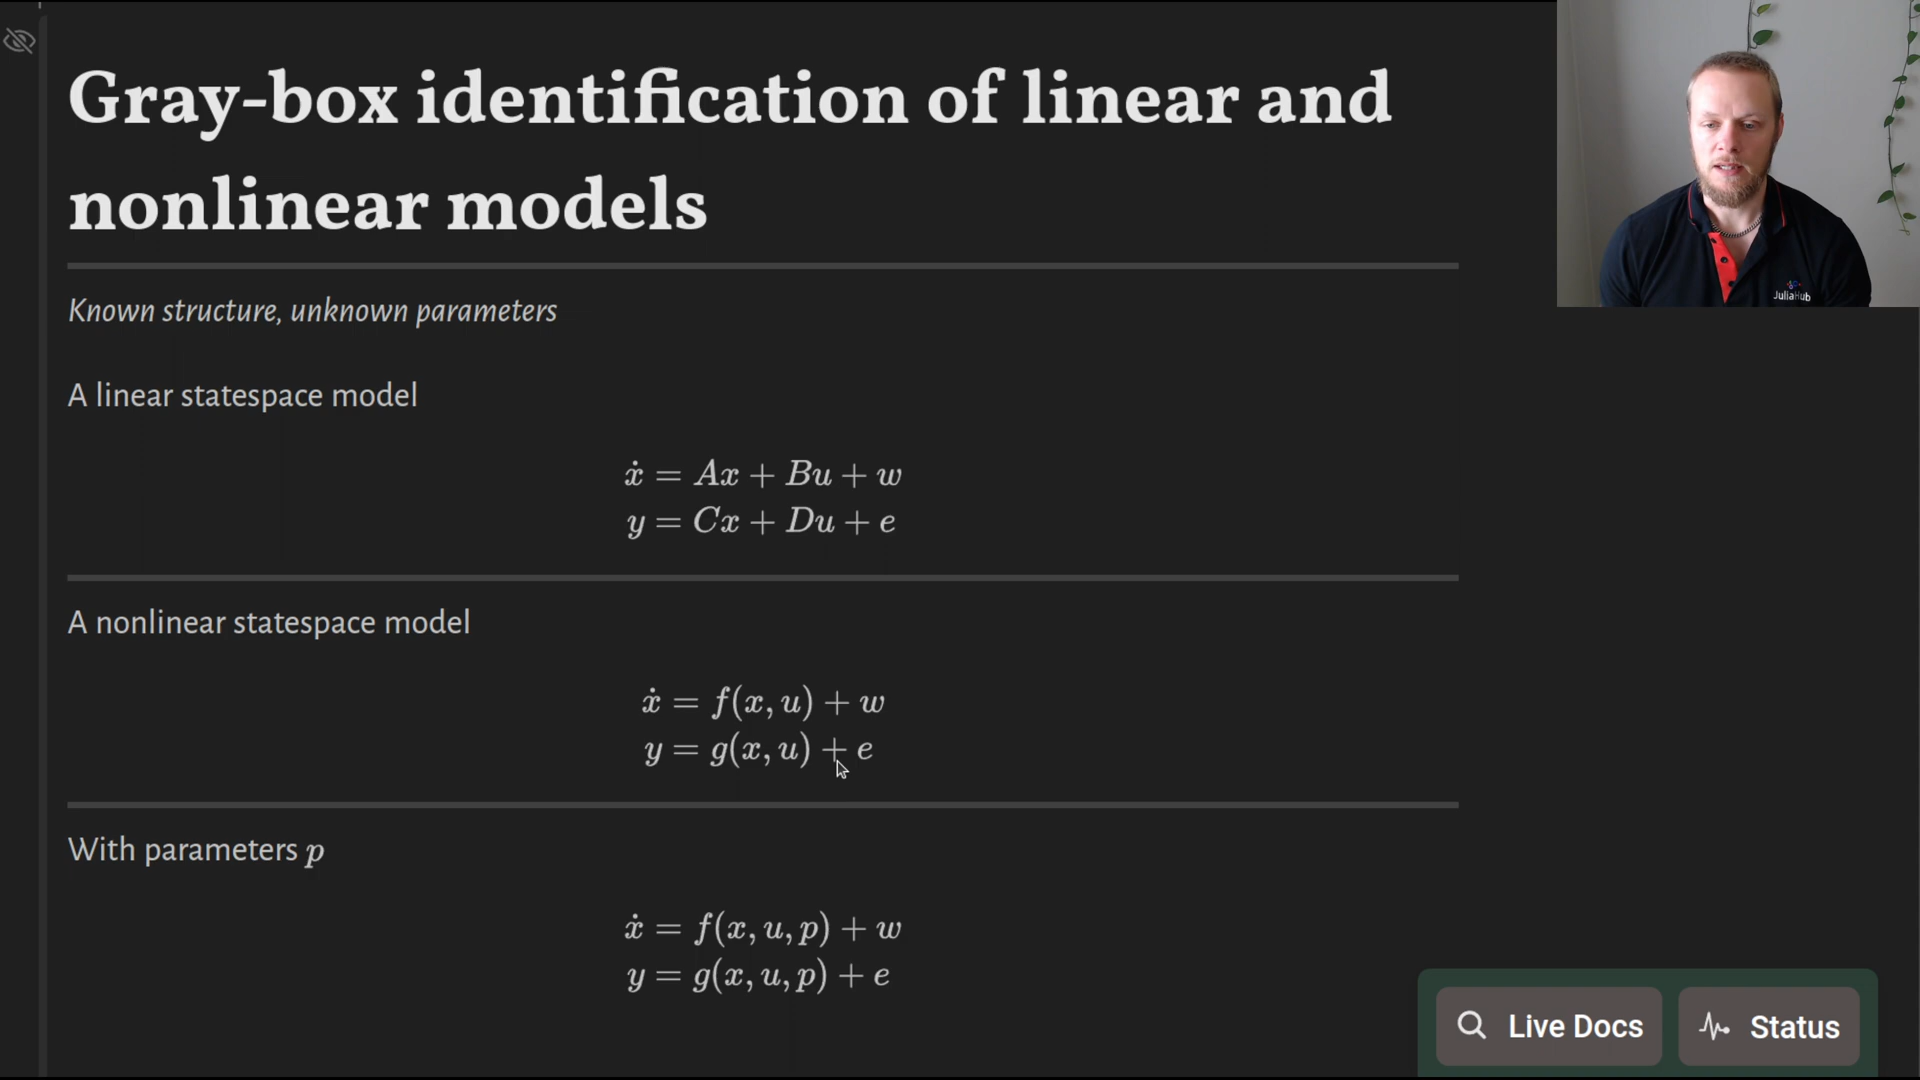 Gray-box identification of linear and
nonlinear models
Known structure, unknown parameters
A linear statespace model
ẋ = Ax + Bu + w
y = Cx + Du + e
A nonlinear statespace model
ẋ = f(x, u) + w
y = g(x, u) + e
With parameters p
ẋ = f(x, u, p) + w
y = g(x, u, p) + e
JuliaHub
Live Docs
Status